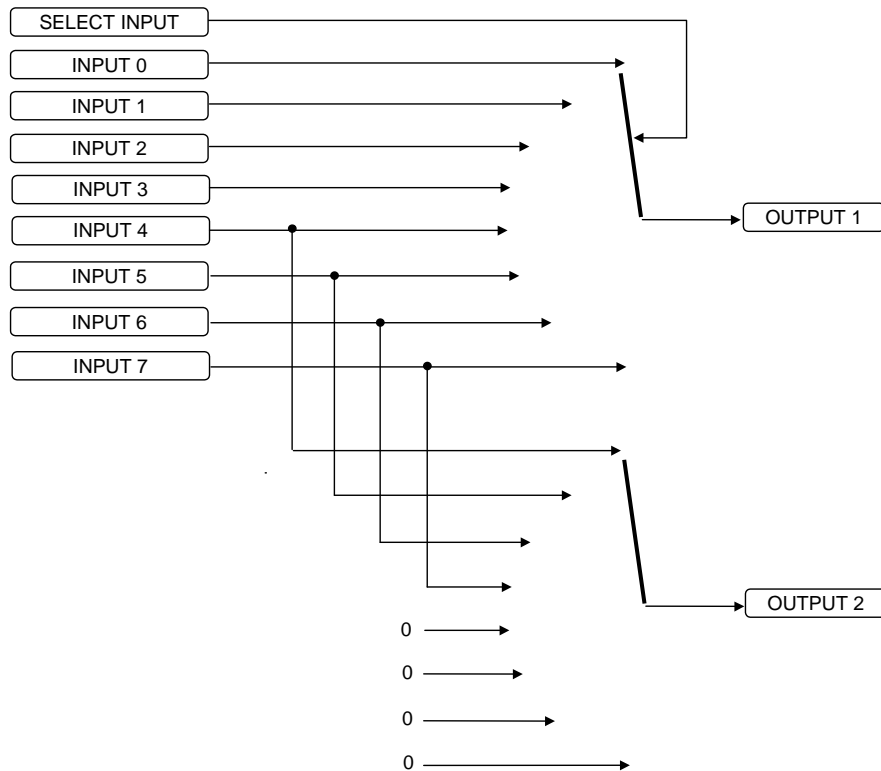 SELECT INPUT
INPUT 0
INPUT 1
INPUT 2
INPUT 3
INPUT 4
INPUT 5
INPUT 6
INPUT 7
OUTPUT 1
OUTPUT 2
0
0
0
0